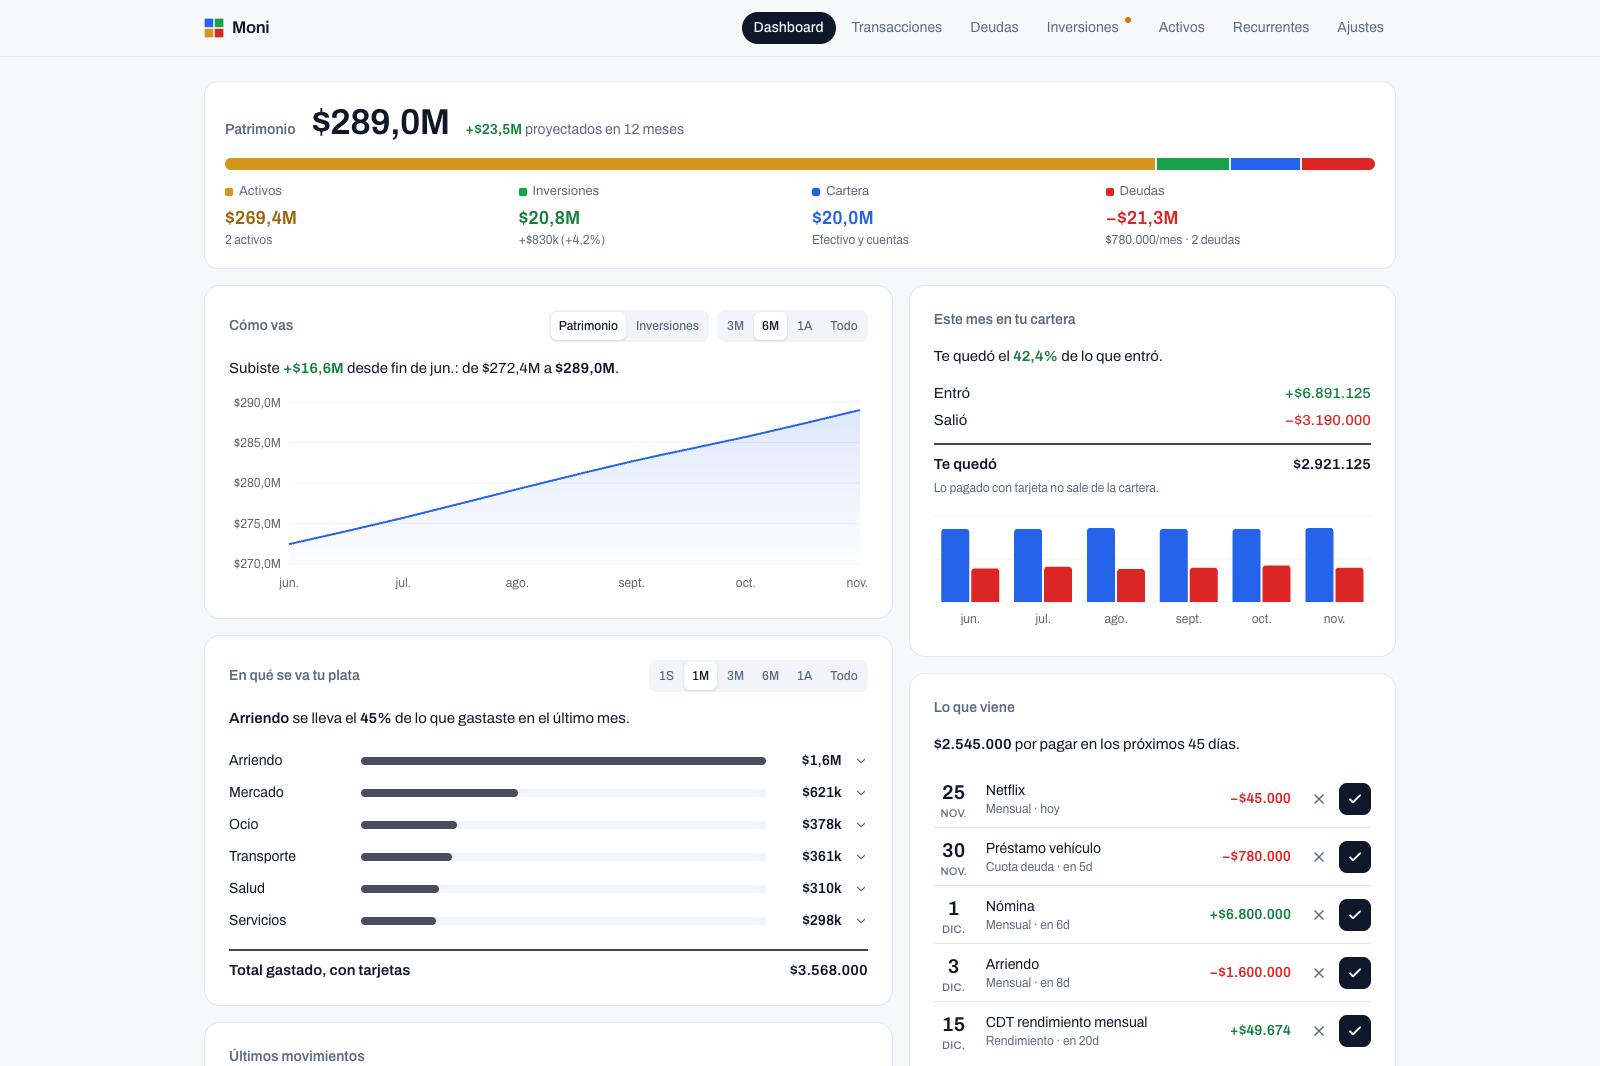 Moni
Dashboard Transacciones Deudas Inversiones Activos Recurrentes Ajustes
Patrimonio $289,0M +$23,5M proyectados en 12 meses
Activos Inversiones Cartera Deudas
$269,4M $20,8M $20,0M −$21,3M
2 activos +$830k (+4,2%) Efectivo y cuentas $780.000/mes · 2 deudas
Cómo vas Patrimonio Inversiones 3M 6M 1A Todo
Subiste +$16,6M desde fin de jun.: de $272,4M a $289,0M.
$290,0M
$285,0M
$280,0M
$275,0M
$270,0M
jun. jul. ago. sept. oct. nov.
Este mes en tu cartera
Te quedó el 42,4% de lo que entró.
Entró +$6.891.125
Salió −$3.190.000
Te quedó $2.921.125
Lo pagado con tarjeta no sale de la cartera.
jun. jul. ago. sept. oct. nov.
En qué se va tu plata 1S 1M 3M 6M 1A Todo
Arriendo se lleva el 45% de lo que gastaste en el último mes.
Arriendo $1,6M
Mercado $621k
Ocio $378k
Transporte $361k
Salud $310k
Servicios $298k
Total gastado, con tarjetas $3.568.000
Lo que viene
$2.545.000 por pagar en los próximos 45 días.
25 Netflix −$45.000
NOV. Mensual · hoy
30 Préstamo vehículo −$780.000
NOV. Cuota deuda · en 5d
1 Nómina +$6.800.000
DIC. Mensual · en 6d
3 Arriendo −$1.600.000
DIC. Mensual · en 8d
15 CDT rendimiento mensual +$49.674
DIC. Rendimiento · en 20d
Últimos movimientos